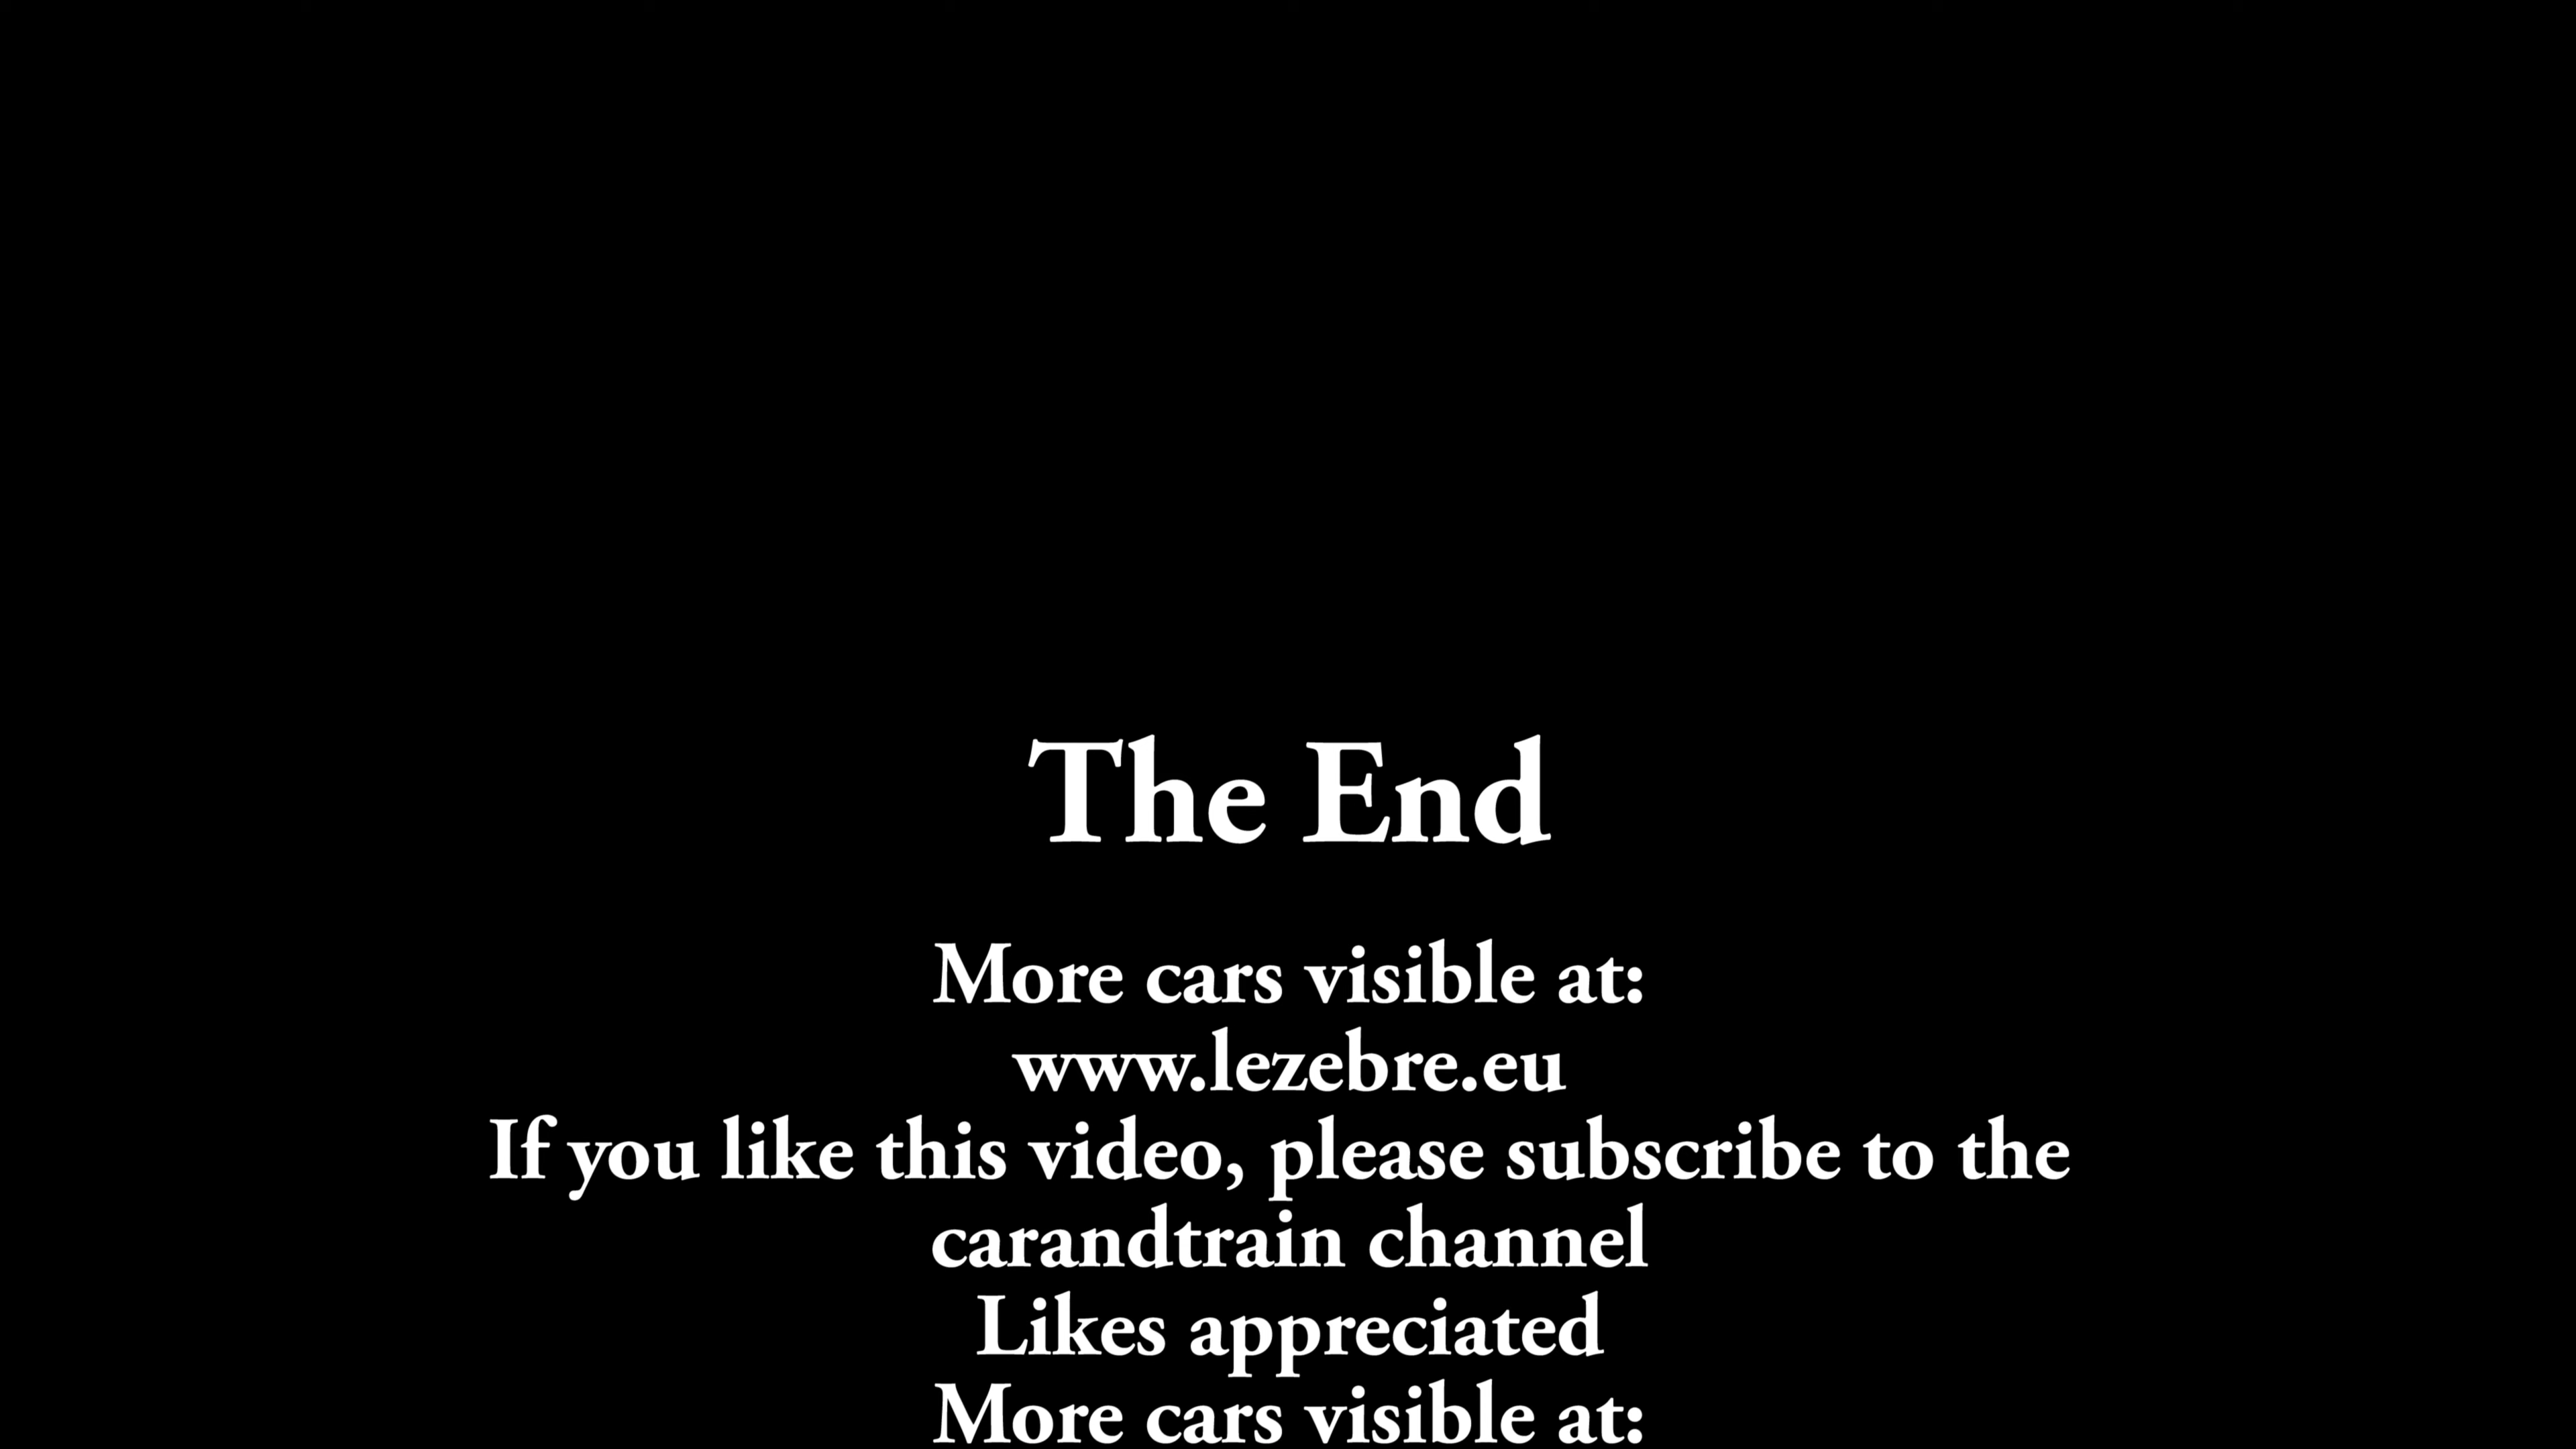 The End
More cars visible at:
www.lezebre.eu
If you like this video, please subscribe to the
carandtrain channel
Likes appreciated
More cars visible at: